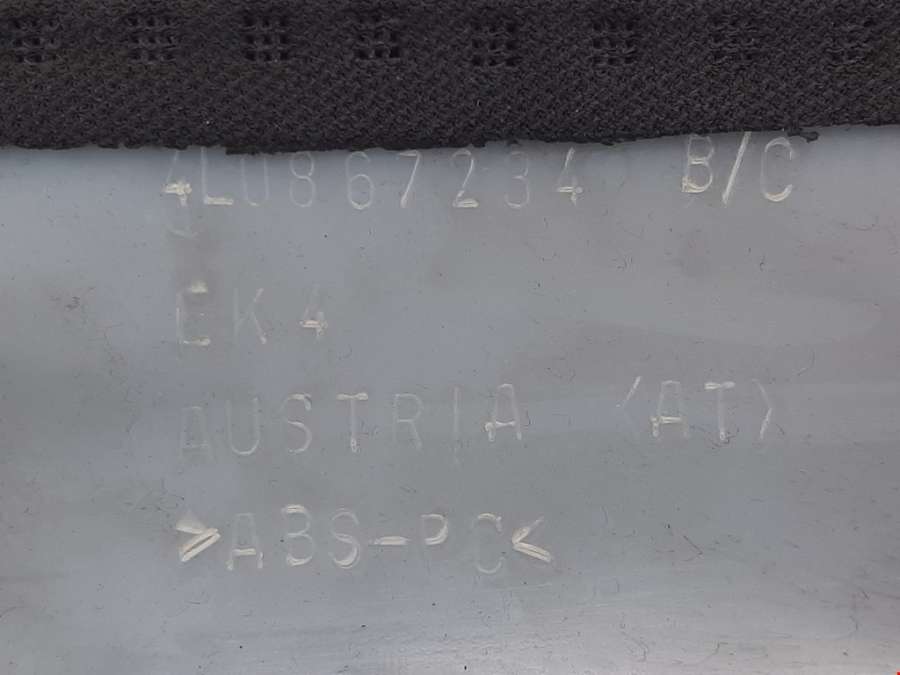 4L0867234 B/C
EK4
AUSTRIA (AT)
>ABS-PC<